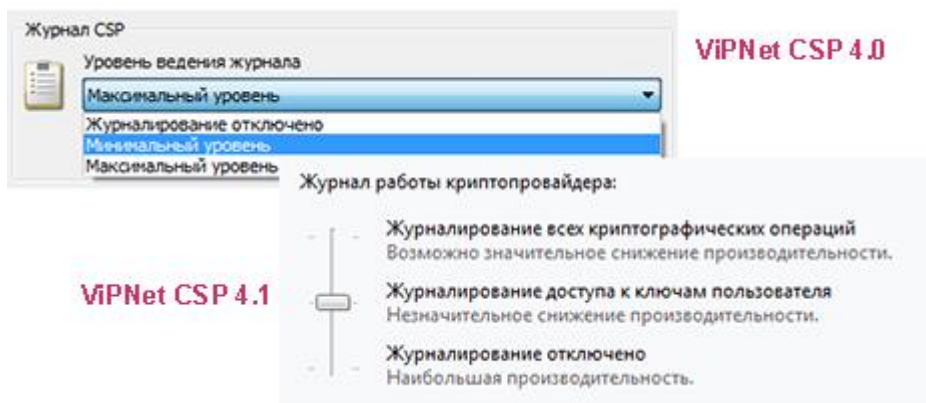 Журнал CSP
ViPNet CSP 4.0
Уровень ведения журнала
Максимальный уровень
Журналирование отключено
Минимальный уровень
Максимальный уровень
Журнал работы криптопровайдера:
Журналирование всех криптографических операций
Возможно значительное снижение производительности.
ViPNet CSP 4.1
Журналирование доступа к ключам пользователя
Незначительное снижение производительности.
Журналирование отключено
Наибольшая производительность.